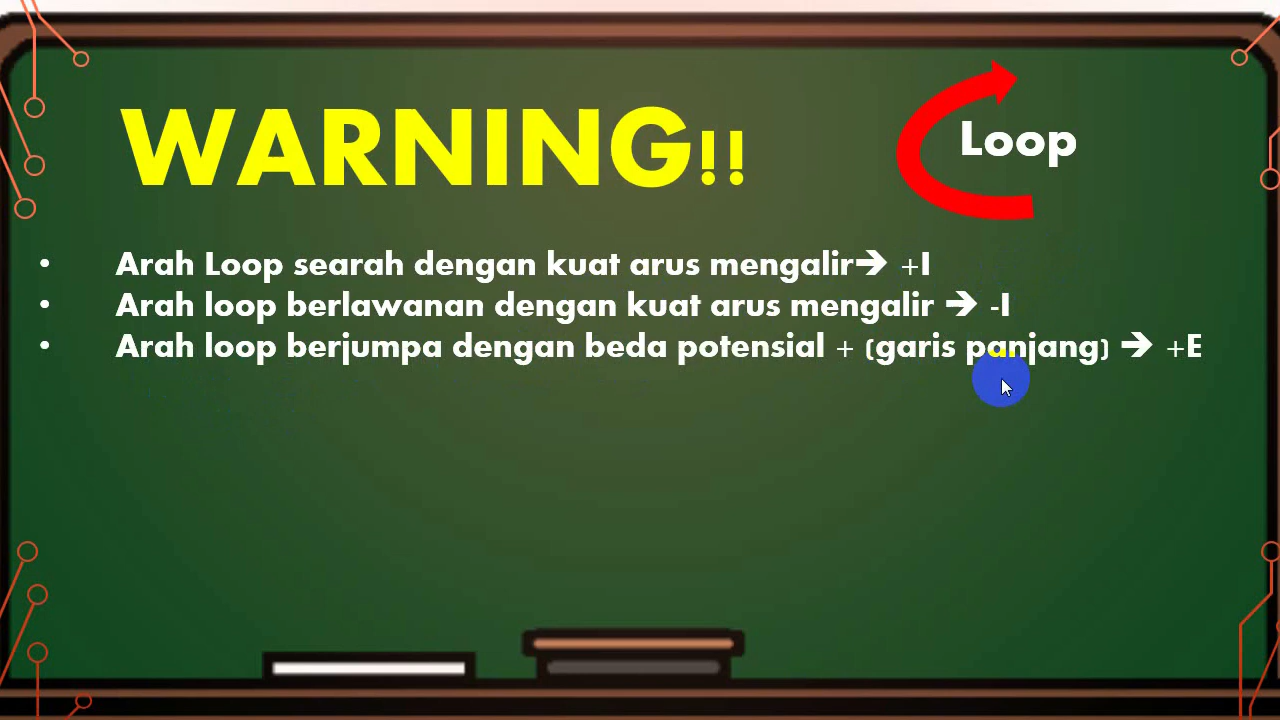 WARNING!!
Loop
• Arah Loop searah dengan kuat arus mengalir➔ +I
• Arah loop berlawanan dengan kuat arus mengalir ➔ -I
• Arah loop berjumpa dengan beda potensial + (garis panjang) ➔ +E